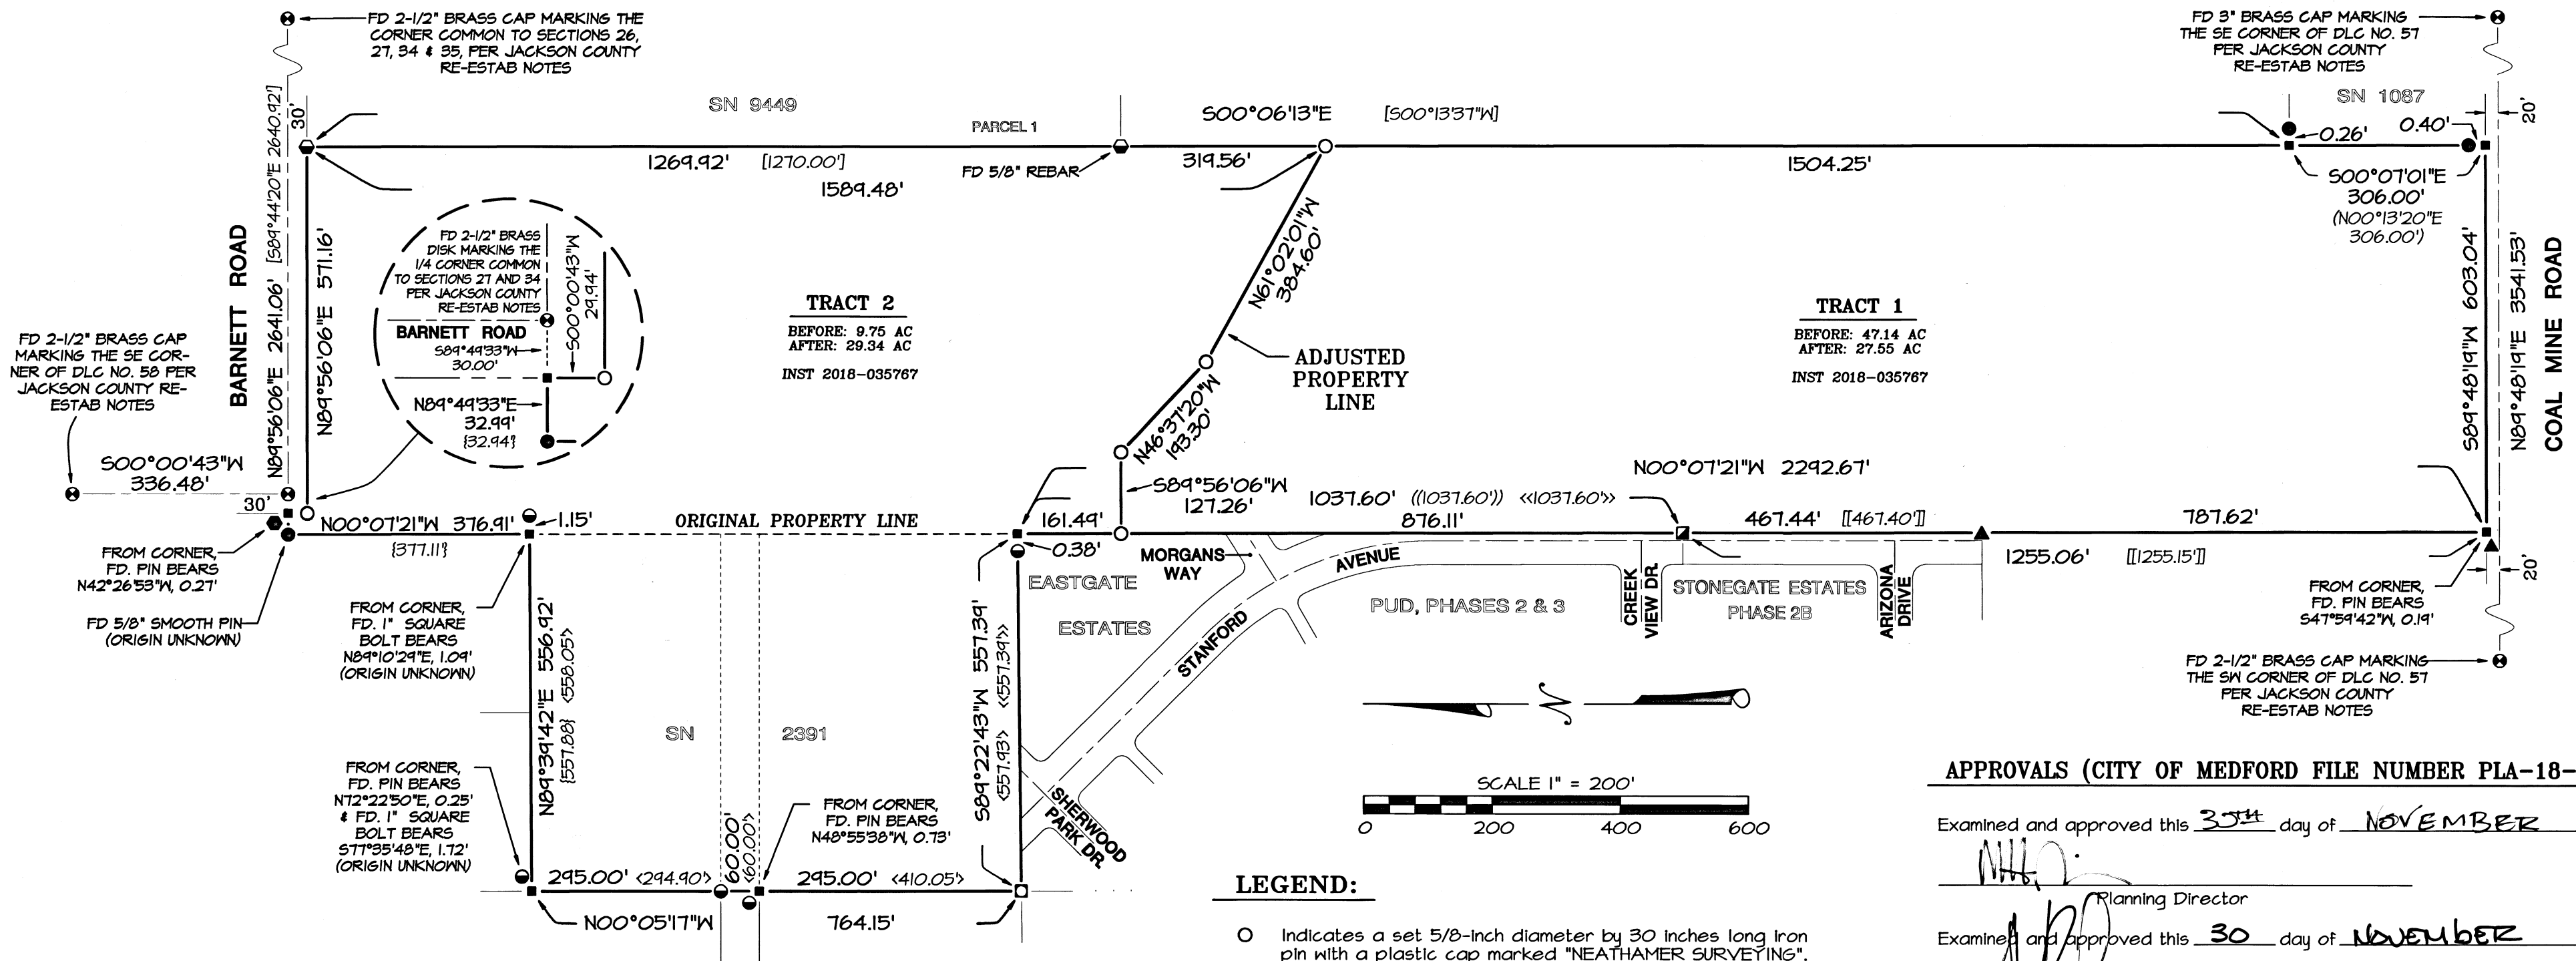 FD 2-1/2" BRASS CAP MARKING THE
CORNER COMMON TO SECTIONS 26,
27, 34 & 35, PER JACKSON COUNTY
RE-ESTAB NOTES
FD 3" BRASS CAP MARKING
THE SE CORNER OF DLC NO. 57
PER JACKSON COUNTY
RE-ESTAB NOTES
SN 9449
PARCEL 1
S00°06'13"E [S00°13'37"W]
SN 1087
20'
30'
1269.92' [1270.00']
1589.48'
FD 5/8" REBAR
319.56'
1504.25'
0.26'
0.40'
S00°07'01"E
306.00'
(N00°13'20"E
306.00')
BARNETT ROAD
N89°56'06"E 2641.06' [S89°44'20"E 2640.92']
N89°56'06"E 571.16'
FD 2-1/2" BRASS
DISK MARKING THE
1/4 CORNER COMMON
TO SECTIONS 27 AND 34
PER JACKSON COUNTY
RE-ESTAB NOTES
S00°00'43"W
29.94'
BARNETT ROAD
S89°49'33"W
30.00'
N89°49'33"E
32.99'
{32.94}
TRACT 2
BEFORE: 9.75 AC
AFTER: 29.34 AC
INST 2018-035767
N61°02'01"W
384.60'
ADJUSTED
PROPERTY
LINE
N46°37'20"W
193.30'
S89°56'06"W
127.26'
TRACT 1
BEFORE: 47.14 AC
AFTER: 27.55 AC
INST 2018-035767
S89°48'19"W 603.04'
N89°48'19"E 3541.53'
COAL MINE ROAD
FD 2-1/2" BRASS CAP
MARKING THE SE COR-
NER OF DLC NO. 58 PER
JACKSON COUNTY RE-
ESTAB NOTES
S00°00'43"W
336.48'
30'
FROM CORNER,
FD. PIN BEARS
N42°26'53"W, 0.27'
FD 5/8" SMOOTH PIN
(ORIGIN UNKNOWN)
N00°07'21"W 376.91'
{377.11}
1.15'
ORIGINAL PROPERTY LINE
161.49'
0.38'
N00°07'21"W 2292.67'
1037.60' ((1037.60')) <<1037.60'>>
876.11'
467.44' [[467.40']]
787.62'
1255.06' [[1255.15']]
20'
FROM CORNER,
FD. PIN BEARS
S47°59'42"W, 0.19'
FROM CORNER,
FD. 1" SQUARE
BOLT BEARS
N89°10'29"E, 1.09'
(ORIGIN UNKNOWN)
MORGANS
WAY
EASTGATE
ESTATES
STANFORD
AVENUE
PUD, PHASES 2 & 3
CREEK
VIEW DR.
STONEGATE ESTATES
PHASE 2B
ARIZONA
DRIVE
FD 2-1/2" BRASS CAP MARKING
THE SW CORNER OF DLC NO. 57
PER JACKSON COUNTY
RE-ESTAB NOTES
N89°39'42"E 556.92'
{557.88} <558.05>
S89°22'43"W 557.39'
<557.93> <<557.39>>
SN 2391
SHERWOOD
PARK DR.
FROM CORNER,
FD. PIN BEARS
N72°22'50"E, 0.25'
& FD. 1" SQUARE
BOLT BEARS
S77°35'48"E, 1.72'
(ORIGIN UNKNOWN)
FROM CORNER,
FD. PIN BEARS
N48°55'38"W, 0.73'
295.00' <294.90>
60.00'
<60.00>
295.00' <410.05>
N00°05'17"W 764.15'
SCALE 1" = 200'
0 200 400 600
LEGEND:
Indicates a set 5/8-inch diameter by 30 inches long iron
pin with a plastic cap marked "NEATHAMER SURVEYING".
APPROVALS (CITY OF MEDFORD FILE NUMBER PLA-18-
Examined and approved this 30th day of NOVEMBER
Planning Director
Examined and approved this 30 day of NOVEMBER